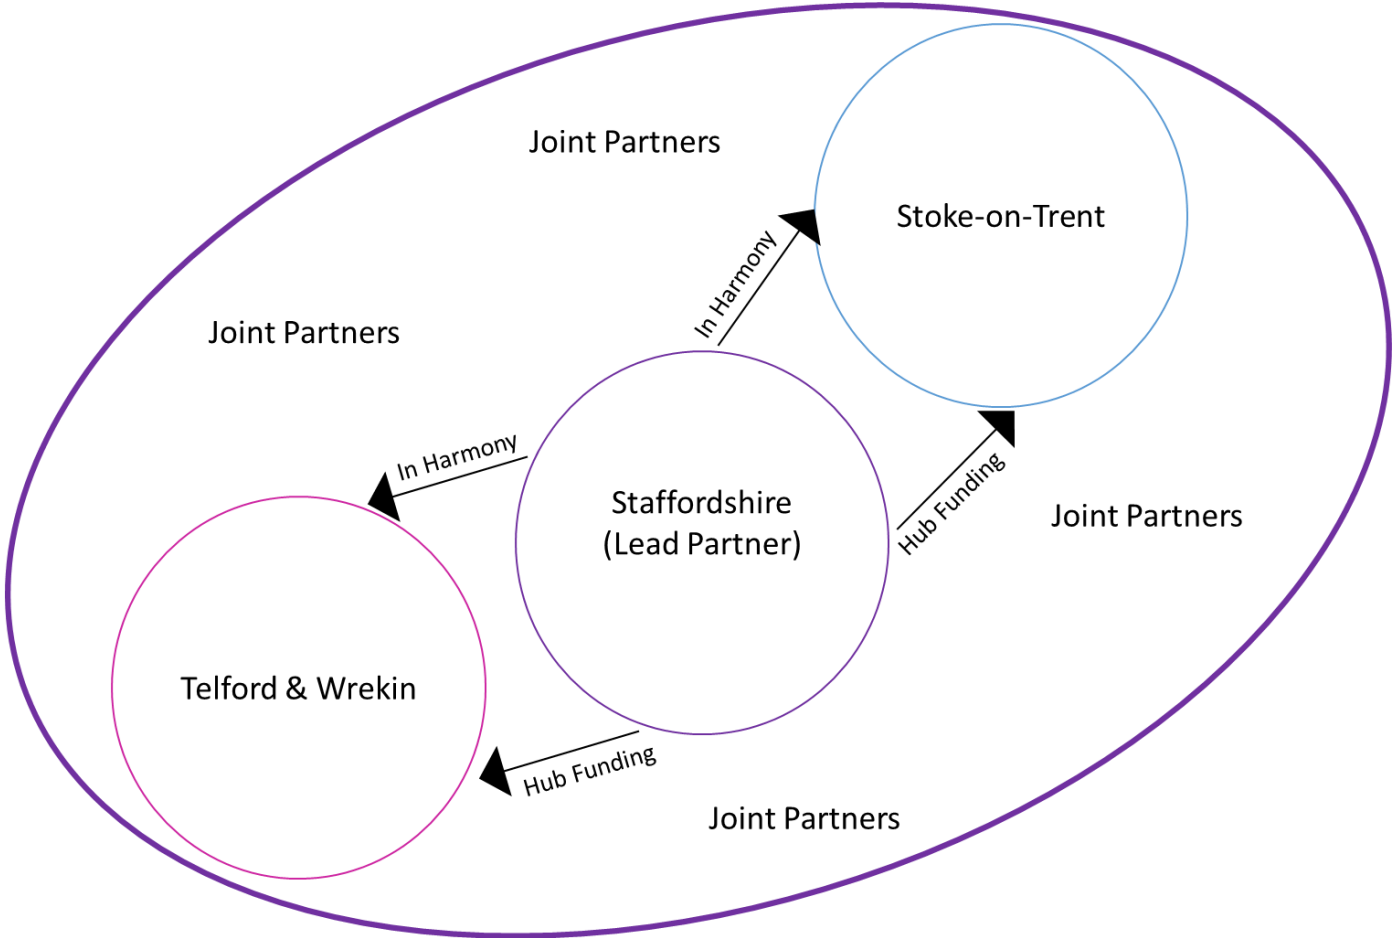 Joint Partners
Stoke-on-Trent
In Harmony
Joint Partners
In Harmony
Staffordshire
(Lead Partner)
Hub Funding
Joint Partners
Telford & Wrekin
Hub Funding
Joint Partners